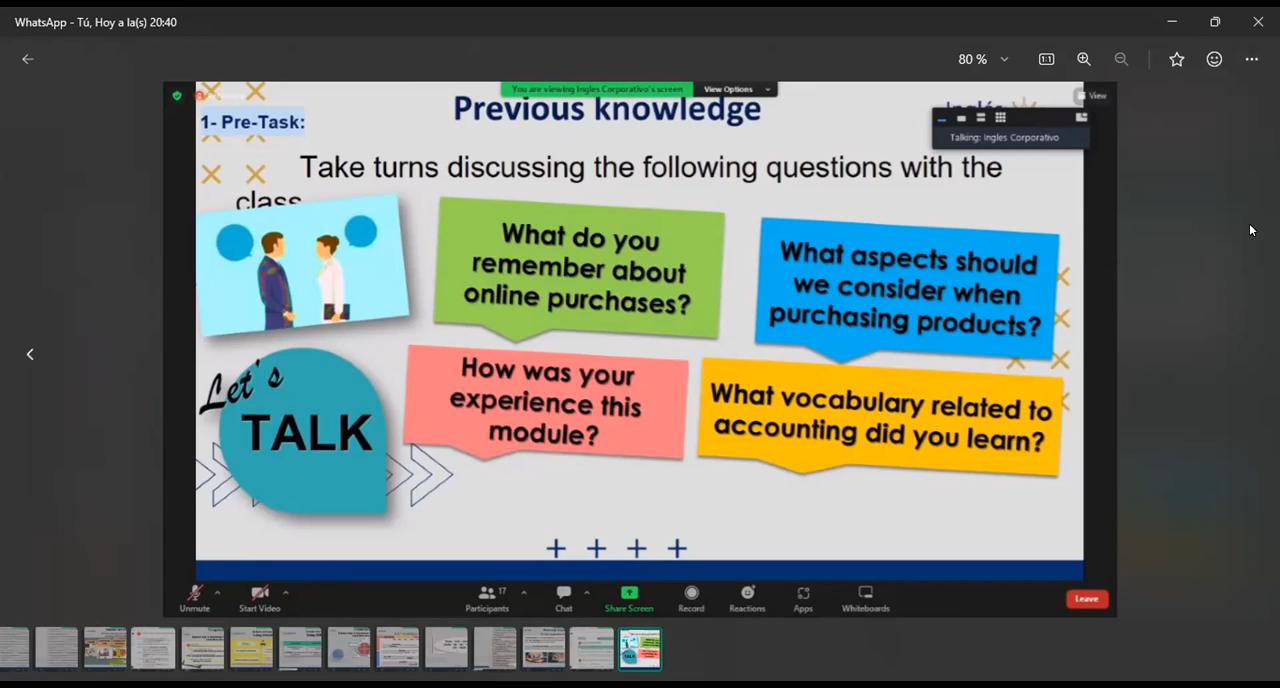 WhatsApp - Tú, Hoy a la(s) 20:40
80 %
1:1
You are viewing Ingles Corporativo's screen
View Options
View
Previous knowledge
Inglés
1- Pre-Task:
Talking: Ingles Corporativo
Take turns discussing the following questions with the
class
What do you
remember about
online purchases?
What aspects should
we consider when
purchasing products?
Let's
TALK
How was your
experience this
module?
What vocabulary related to
accounting did you learn?
Unmute
Start Video
17
Participants
Chat
Share Screen
Record
Reactions
Apps
Whiteboards
Leave